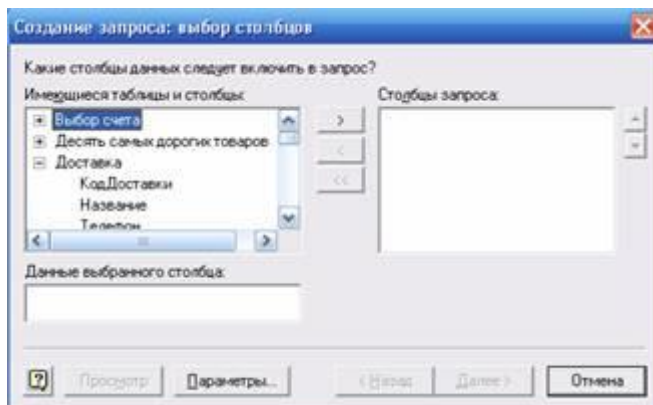 Создание запроса: выбор столбцов
Какие столбцы данных следует включить в запрос?
Имеющиеся таблицы и столбцы:
Столбцы запроса:
Выбор счета
Десять самых дорогих товаров
Доставка
КодДоставки
Название
Телефон
>
<
<<
Данные выбранного столбца:
Просмотр
Параметры...
< Назад
Далее >
Отмена